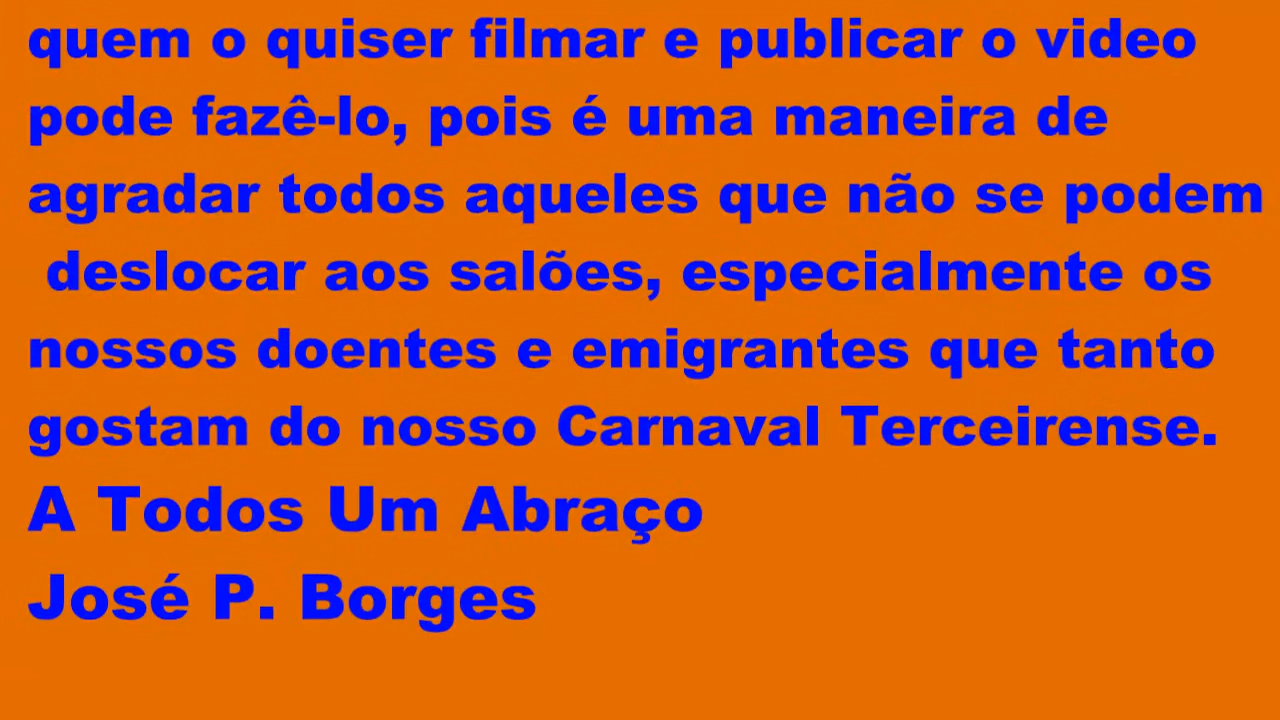 quem o quiser filmar e publicar o video
pode fazê-lo, pois é uma maneira de
agradar todos aqueles que não se podem
deslocar aos salões, especialmente os
nossos doentes e emigrantes que tanto
gostam do nosso Carnaval Terceirense.
A Todos Um Abraço
José P. Borges